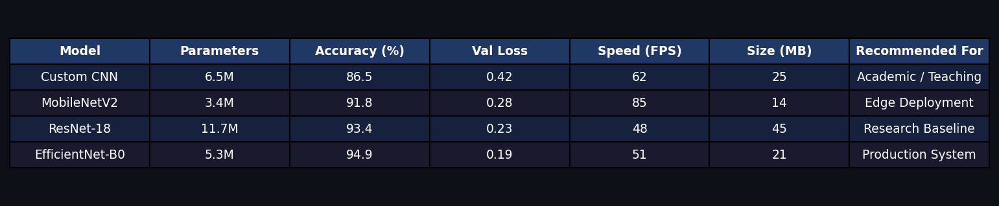 Model Parameters Accuracy (%) Val Loss Speed (FPS) Size (MB) Recommended For
Custom CNN 6.5M 86.5 0.42 62 25 Academic / Teaching
MobileNetV2 3.4M 91.8 0.28 85 14 Edge Deployment
ResNet-18 11.7M 93.4 0.23 48 45 Research Baseline
EfficientNet-B0 5.3M 94.9 0.19 51 21 Production System